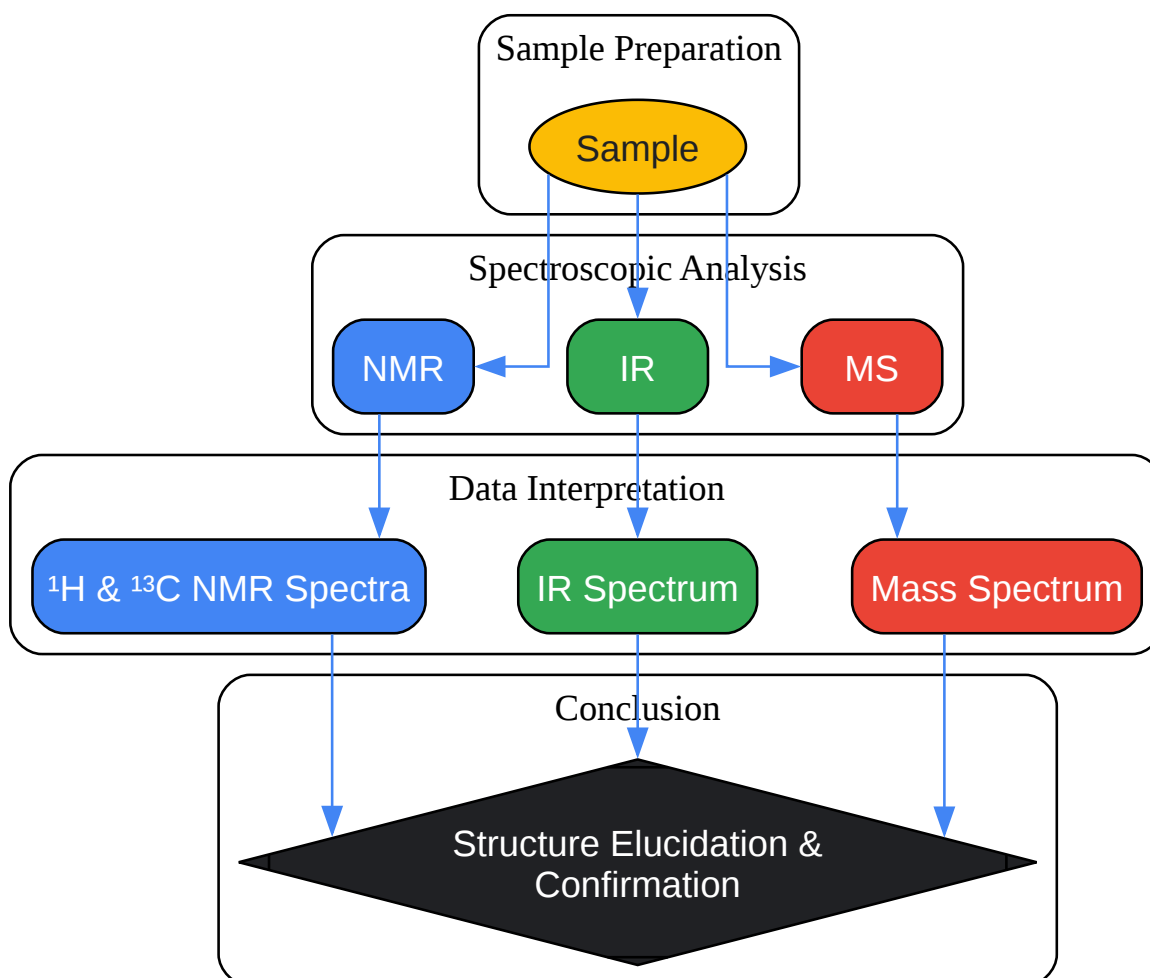 Sample Preparation
Sample
Spectroscopic Analysis
NMR
IR
MS
Data Interpretation
¹H & ¹³C NMR Spectra
IR Spectrum
Mass Spectrum
Conclusion
Structure Elucidation &
Confirmation